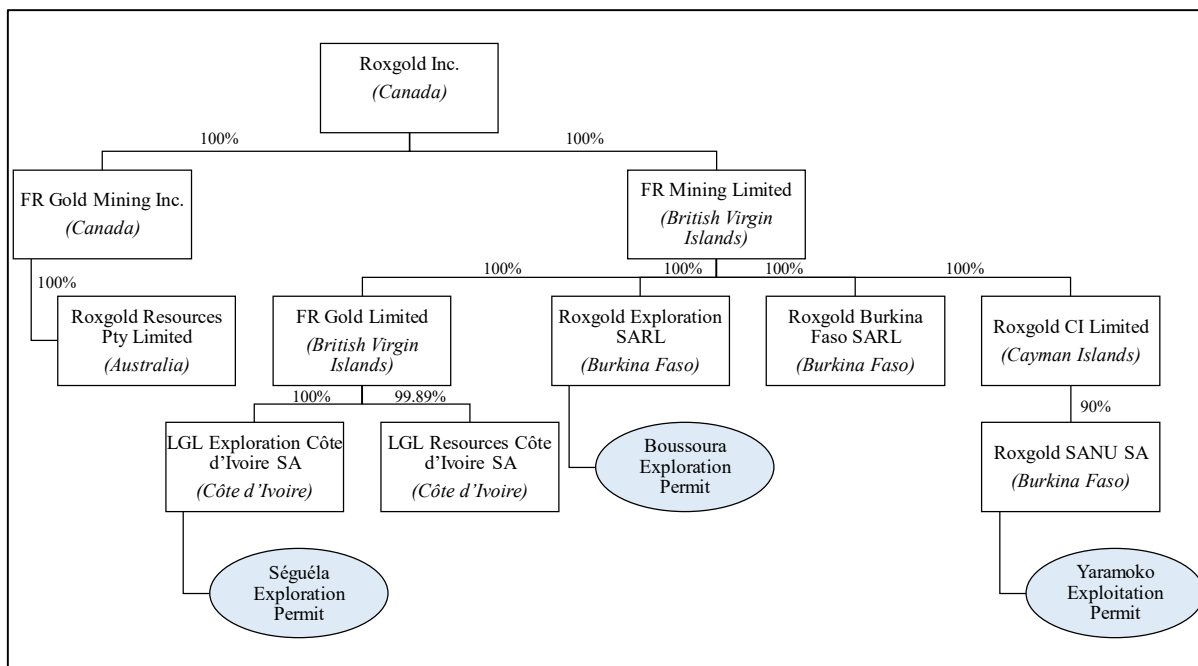 Roxgold Inc.
(Canada)
100%
100%
FR Gold Mining Inc.
(Canada)
FR Mining Limited
(British Virgin
Islands)
100%
100%
100%
100%
100%
Roxgold Resources
Pty Limited
(Australia)
FR Gold Limited
(British Virgin
Islands)
Roxgold Exploration
SARL
(Burkina Faso)
Roxgold Burkina
Faso SARL
(Burkina Faso)
Roxgold CI Limited
(Cayman Islands)
100%
99.89%
90%
LGL Exploration Côte
d’Ivoire SA
(Côte d’Ivoire)
LGL Resources Côte
d’Ivoire SA
(Côte d’Ivoire)
Boussoura
Exploration
Permit
Roxgold SANU SA
(Burkina Faso)
Séguéla
Exploration
Permit
Yaramoko
Exploitation
Permit